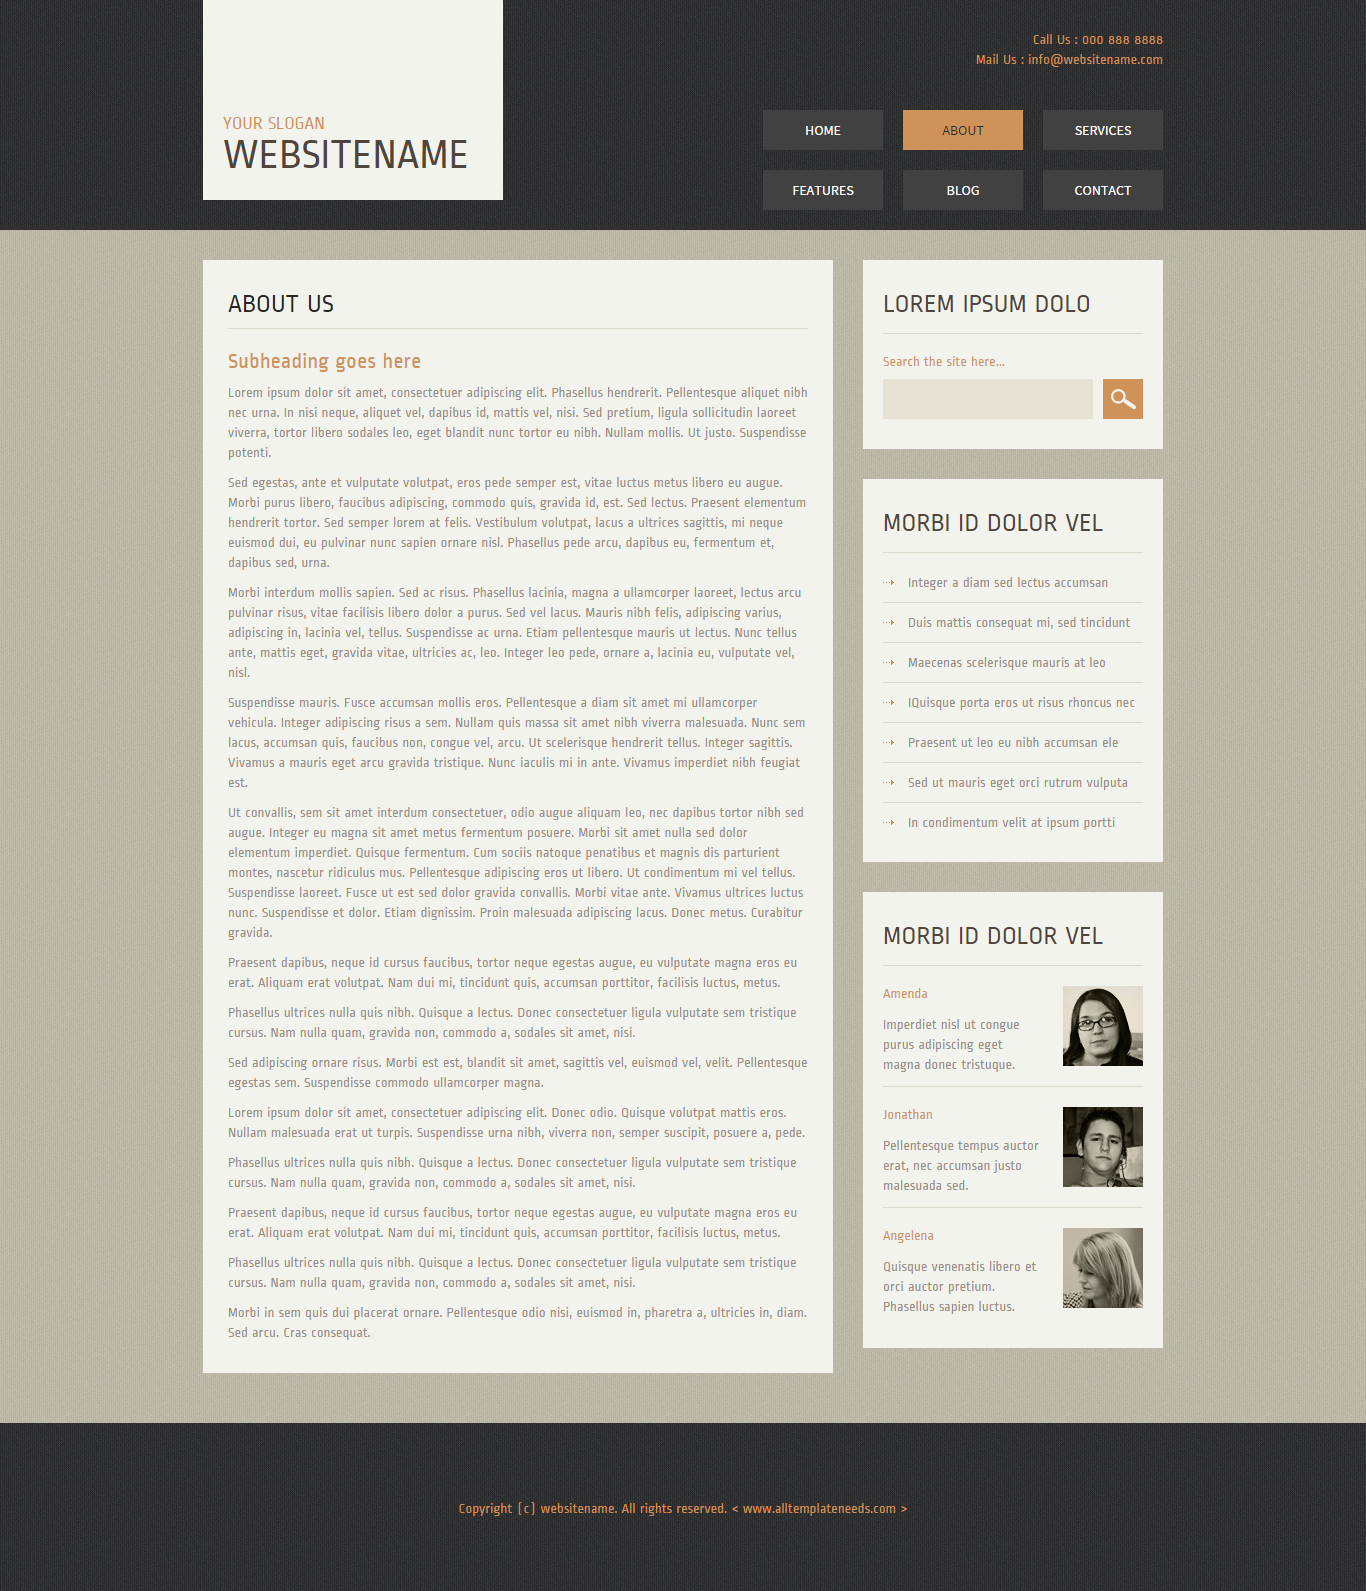 Call Us : 000 888 8888
Mail Us : info@websitename.com
YOUR SLOGAN
WEBSITENAME
HOME
ABOUT
SERVICES
FEATURES
BLOG
CONTACT
ABOUT US
Subheading goes here
Lorem ipsum dolor sit amet, consectetuer adipiscing elit. Phasellus hendrerit. Pellentesque aliquet nibh
nec urna. In nisi neque, aliquet vel, dapibus id, mattis vel, nisi. Sed pretium, ligula sollicitudin laoreet
viverra, tortor libero sodales leo, eget blandit nunc tortor eu nibh. Nullam mollis. Ut justo. Suspendisse
potenti.
Sed egestas, ante et vulputate volutpat, eros pede semper est, vitae luctus metus libero eu augue.
Morbi purus libero, faucibus adipiscing, commodo quis, gravida id, est. Sed lectus. Praesent elementum
hendrerit tortor. Sed semper lorem at felis. Vestibulum volutpat, lacus a ultrices sagittis, mi neque
euismod dui, eu pulvinar nunc sapien ornare nisl. Phasellus pede arcu, dapibus eu, fermentum et,
dapibus sed, urna.
Morbi interdum mollis sapien. Sed ac risus. Phasellus lacinia, magna a ullamcorper laoreet, lectus arcu
pulvinar risus, vitae facilisis libero dolor a purus. Sed vel lacus. Mauris nibh felis, adipiscing varius,
adipiscing in, lacinia vel, tellus. Suspendisse ac urna. Etiam pellentesque mauris ut lectus. Nunc tellus
ante, mattis eget, gravida vitae, ultricies ac, leo. Integer leo pede, ornare a, lacinia eu, vulputate vel,
nisl.
Suspendisse mauris. Fusce accumsan mollis eros. Pellentesque a diam sit amet mi ullamcorper
vehicula. Integer adipiscing risus a sem. Nullam quis massa sit amet nibh viverra malesuada. Nunc sem
lacus, accumsan quis, faucibus non, congue vel, arcu. Ut scelerisque hendrerit tellus. Integer sagittis.
Vivamus a mauris eget arcu gravida tristique. Nunc iaculis mi in ante. Vivamus imperdiet nibh feugiat
est.
Ut convallis, sem sit amet interdum consectetuer, odio augue aliquam leo, nec dapibus tortor nibh sed
augue. Integer eu magna sit amet metus fermentum posuere. Morbi sit amet nulla sed dolor
elementum imperdiet. Quisque fermentum. Cum sociis natoque penatibus et magnis dis parturient
montes, nascetur ridiculus mus. Pellentesque adipiscing eros ut libero. Ut condimentum mi vel tellus.
Suspendisse laoreet. Fusce ut est sed dolor gravida convallis. Morbi vitae ante. Vivamus ultrices luctus
nunc. Suspendisse et dolor. Etiam dignissim. Proin malesuada adipiscing lacus. Donec metus. Curabitur
gravida.
Praesent dapibus, neque id cursus faucibus, tortor neque egestas augue, eu vulputate magna eros eu
erat. Aliquam erat volutpat. Nam dui mi, tincidunt quis, accumsan porttitor, facilisis luctus, metus.
Phasellus ultrices nulla quis nibh. Quisque a lectus. Donec consectetuer ligula vulputate sem tristique
cursus. Nam nulla quam, gravida non, commodo a, sodales sit amet, nisi.
Sed adipiscing ornare risus. Morbi est est, blandit sit amet, sagittis vel, euismod vel, velit. Pellentesque
egestas sem. Suspendisse commodo ullamcorper magna.
Lorem ipsum dolor sit amet, consectetuer adipiscing elit. Donec odio. Quisque volutpat mattis eros.
Nullam malesuada erat ut turpis. Suspendisse urna nibh, viverra non, semper suscipit, posuere a, pede.
Phasellus ultrices nulla quis nibh. Quisque a lectus. Donec consectetuer ligula vulputate sem tristique
cursus. Nam nulla quam, gravida non, commodo a, sodales sit amet, nisi.
Praesent dapibus, neque id cursus faucibus, tortor neque egestas augue, eu vulputate magna eros eu
erat. Aliquam erat volutpat. Nam dui mi, tincidunt quis, accumsan porttitor, facilisis luctus, metus.
Phasellus ultrices nulla quis nibh. Quisque a lectus. Donec consectetuer ligula vulputate sem tristique
cursus. Nam nulla quam, gravida non, commodo a, sodales sit amet, nisi.
Morbi in sem quis dui placerat ornare. Pellentesque odio nisi, euismod in, pharetra a, ultricies in, diam.
Sed arcu. Cras consequat.
LOREM IPSUM DOLO
Search the site here...
MORBI ID DOLOR VEL
Integer a diam sed lectus accumsan
Duis mattis consequat mi, sed tincidunt
Maecenas scelerisque mauris at leo
IQuisque porta eros ut risus rhoncus nec
Praesent ut leo eu nibh accumsan ele
Sed ut mauris eget orci rutrum vulputa
In condimentum velit at ipsum portti
MORBI ID DOLOR VEL
Amenda
Imperdiet nisl ut congue
purus adipiscing eget
magna donec tristuque.
Jonathan
Pellentesque tempus auctor
erat, nec accumsan justo
malesuada sed.
Angelena
Quisque venenatis libero et
orci auctor pretium.
Phasellus sapien luctus.
Copyright (c) websitename. All rights reserved. < www.alltemplateneeds.com >